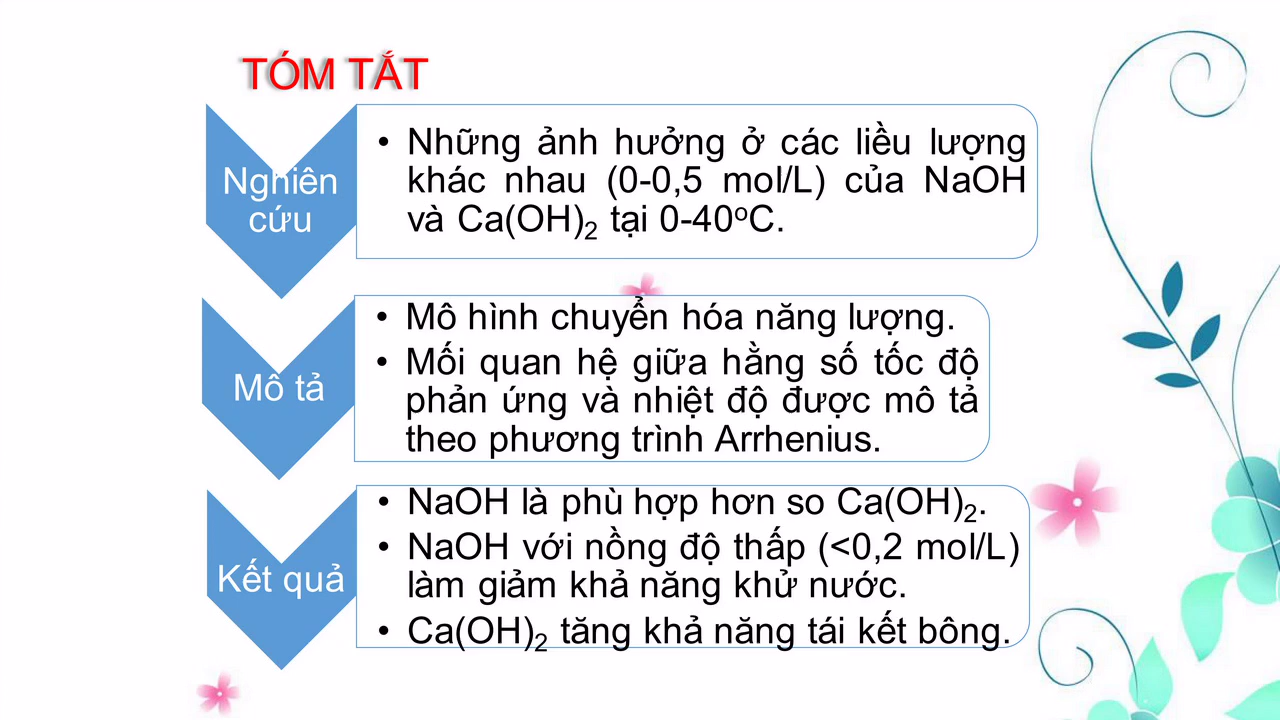 TÓM TẮT
Nghiên
cứu
• Những ảnh hưởng ở các liều lượng
khác nhau (0-0,5 mol/L) của NaOH
và Ca(OH)₂ tại 0-40ᵒC.
Mô tả
• Mô hình chuyển hóa năng lượng.
• Mối quan hệ giữa hằng số tốc độ
phản ứng và nhiệt độ được mô tả
theo phương trình Arrhenius.
Kết quả
• NaOH là phù hợp hơn so Ca(OH)₂.
• NaOH với nồng độ thấp (<0,2 mol/L)
làm giảm khả năng khử nước.
• Ca(OH)₂ tăng khả năng tái kết bông.